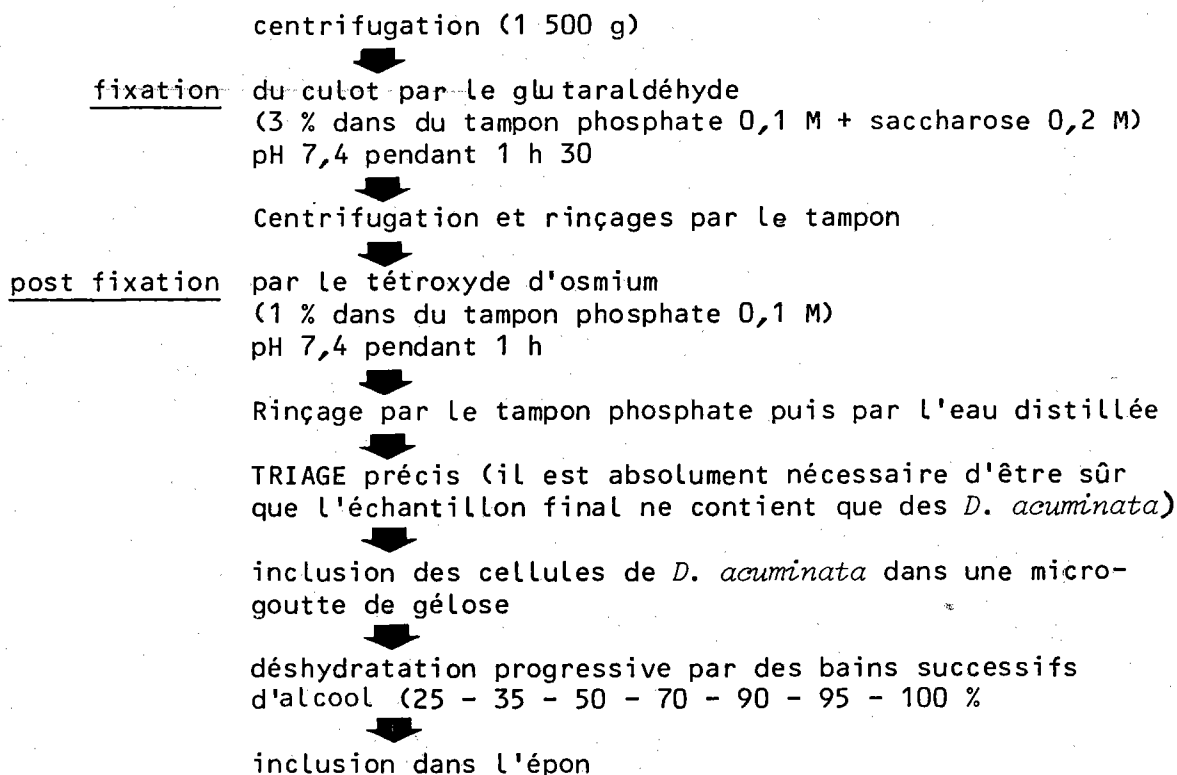 centrifugation (1 500 g)
fixation du culot par le glutaraldéhyde
(3 % dans du tampon phosphate 0,1 M + saccharose 0,2 M)
pH 7,4 pendant 1 h 30
Centrifugation et rinçages par le tampon
post fixation par le tétroxyde d'osmium
(1 % dans du tampon phosphate 0,1 M)
pH 7,4 pendant 1 h
Rinçage par le tampon phosphate puis par l'eau distillée
TRIAGE précis (il est absolument nécessaire d'être sûr
que l'échantillon final ne contient que des D. acuminata)
inclusion des cellules de D. acuminata dans une micro-
goutte de gélose
déshydratation progressive par des bains successifs
d'alcool (25 - 35 - 50 - 70 - 90 - 95 - 100 %
inclusion dans l'épon